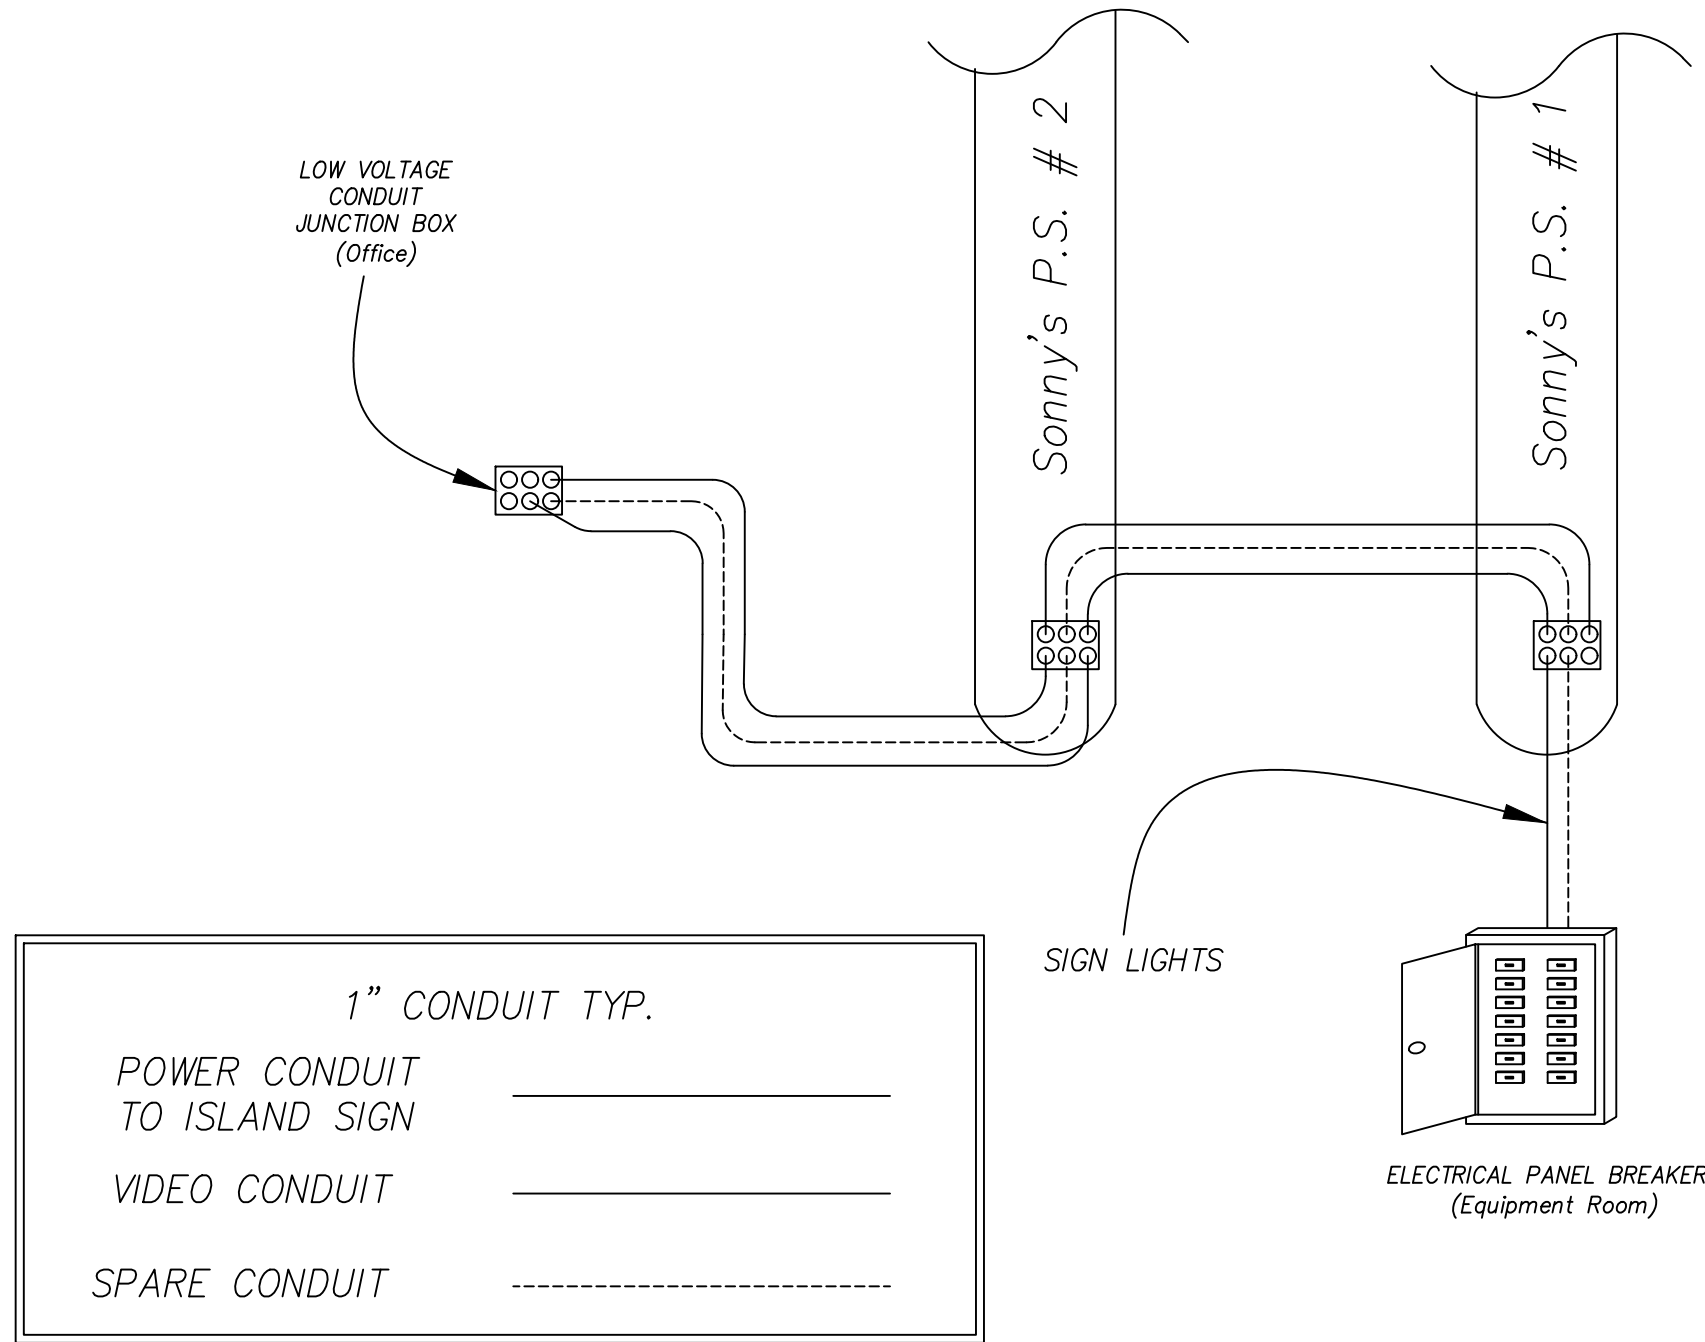 Sonny's P.S. # 2
Sonny's P.S. # 1
LOW VOLTAGE
CONDUIT
JUNCTION BOX
(Office)
SIGN LIGHTS
1" CONDUIT TYP.
POWER CONDUIT
TO ISLAND SIGN
VIDEO CONDUIT
SPARE CONDUIT
ELECTRICAL PANEL BREAKER
(Equipment Room)